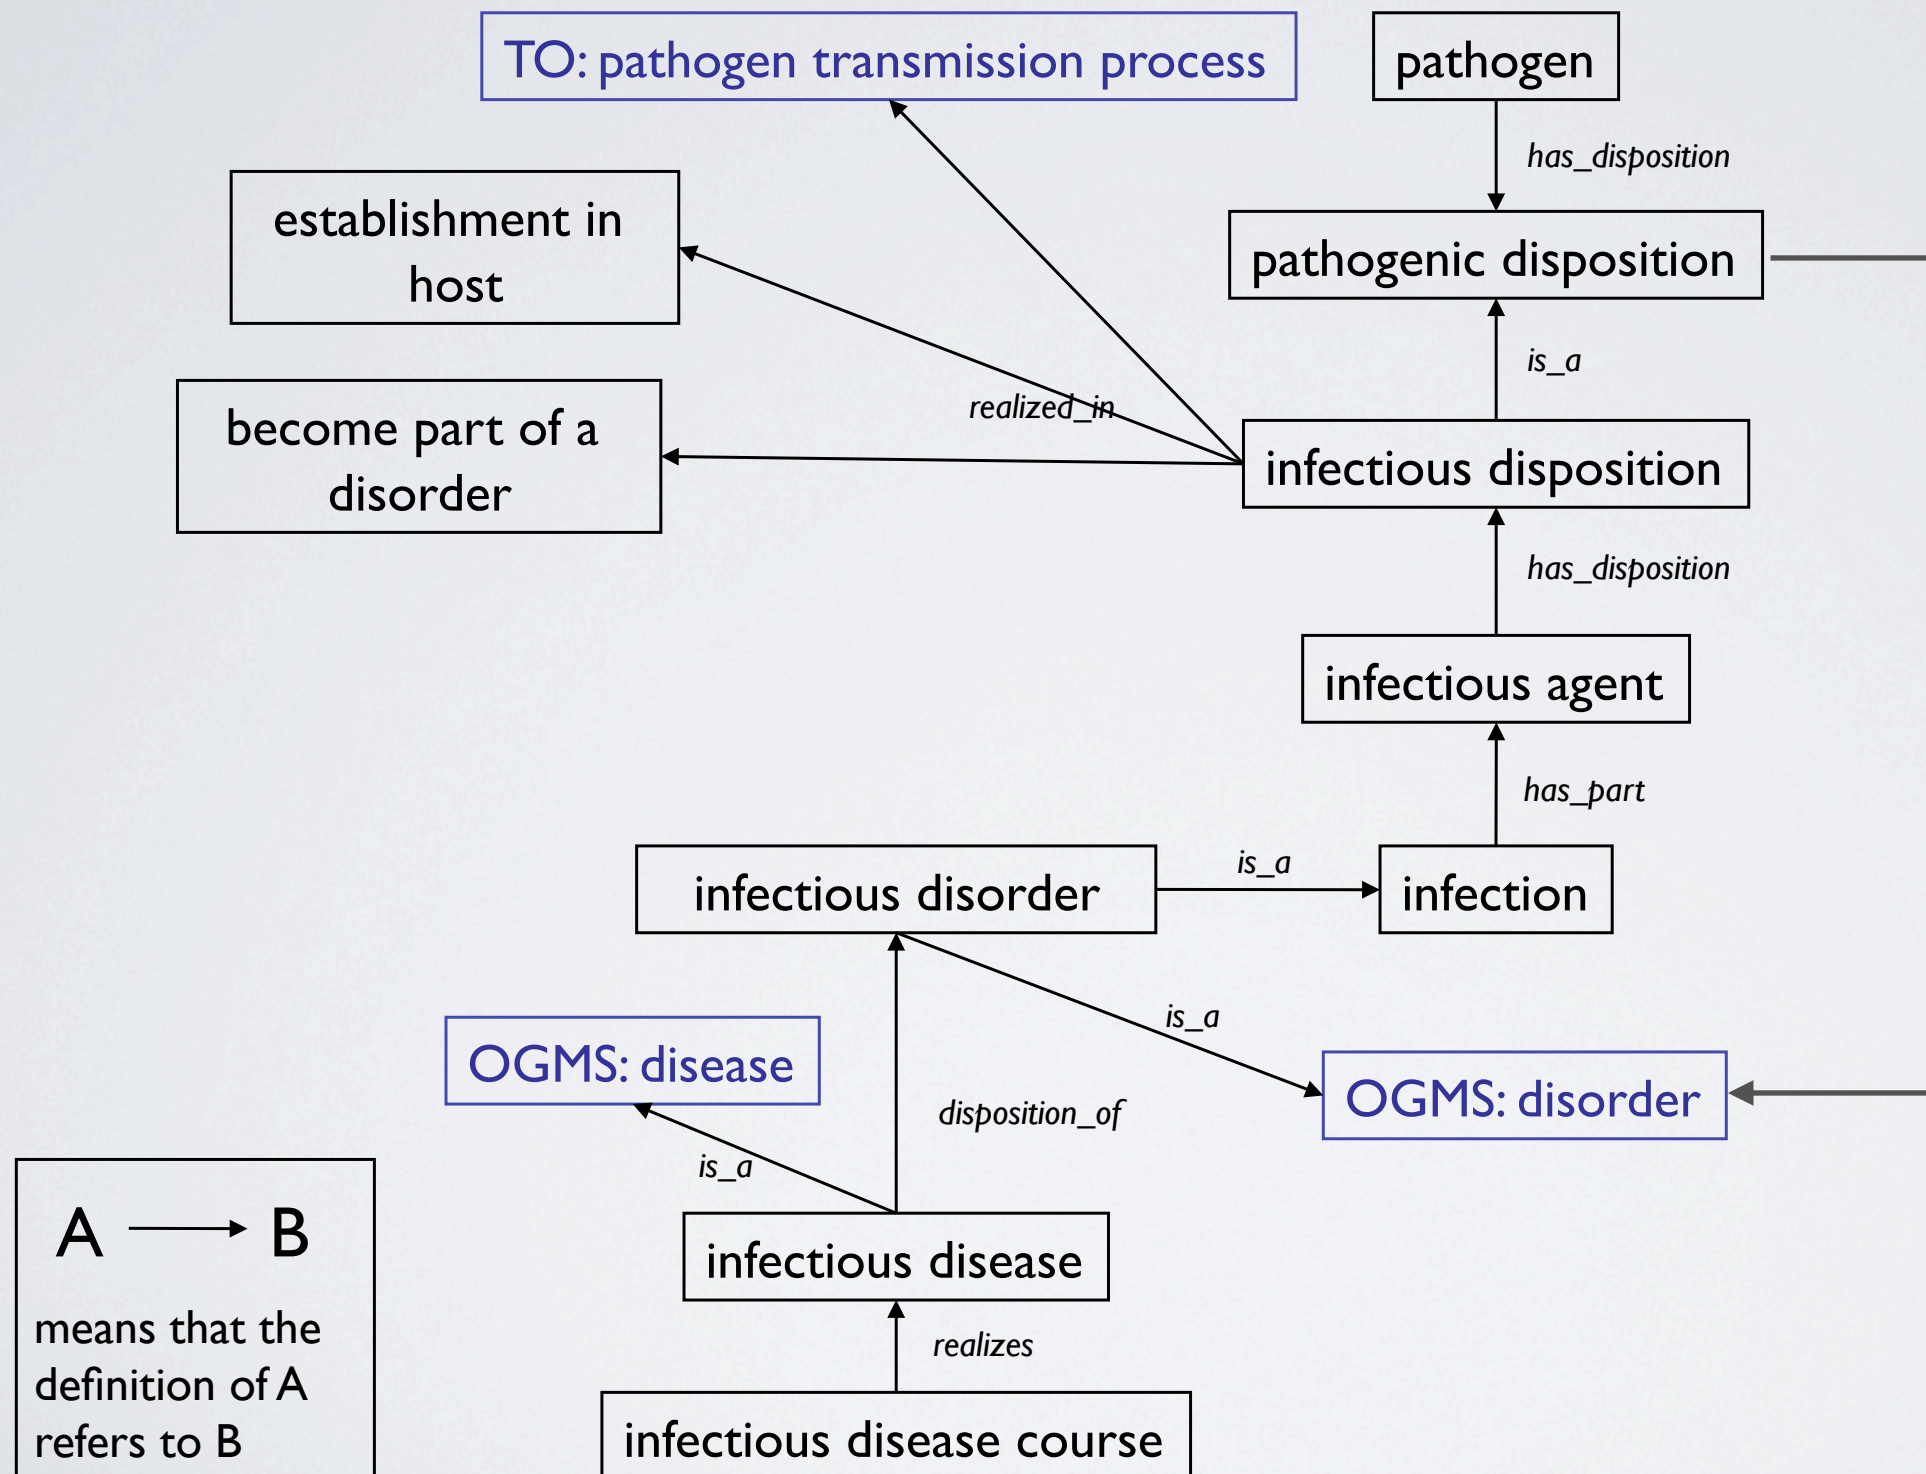 TO: pathogen transmission process
pathogen
has_disposition
establishment in
host
pathogenic disposition
is_a
realized_in
become part of a
disorder
infectious disposition
has_disposition
infectious agent
has_part
infectious disorder
is_a
infection
is_a
OGMS: disease
OGMS: disorder
disposition_of
is_a
A B
means that the
definition of A
refers to B
infectious disease
realizes
infectious disease course